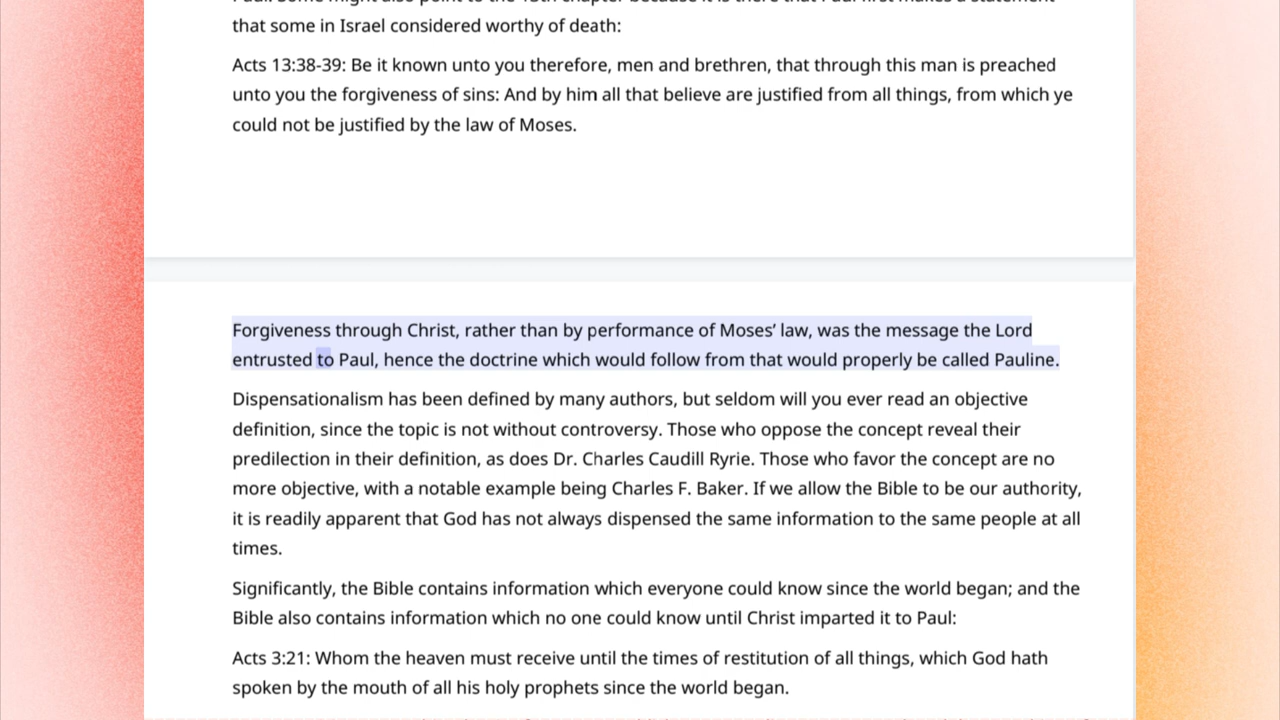 that some in Israel considered worthy of death:
Acts 13:38-39: Be it known unto you therefore, men and brethren, that through this man is preached
unto you the forgiveness of sins: And by him all that believe are justified from all things, from which ye
could not be justified by the law of Moses.
Forgiveness through Christ, rather than by performance of Moses’ law, was the message the Lord
entrusted to Paul, hence the doctrine which would follow from that would properly be called Pauline.
Dispensationalism has been defined by many authors, but seldom will you ever read an objective
definition, since the topic is not without controversy. Those who oppose the concept reveal their
predilection in their definition, as does Dr. Charles Caudill Ryrie. Those who favor the concept are no
more objective, with a notable example being Charles F. Baker. If we allow the Bible to be our authority,
it is readily apparent that God has not always dispensed the same information to the same people at all
times.
Significantly, the Bible contains information which everyone could know since the world began; and the
Bible also contains information which no one could know until Christ imparted it to Paul:
Acts 3:21: Whom the heaven must receive until the times of restitution of all things, which God hath
spoken by the mouth of all his holy prophets since the world began.